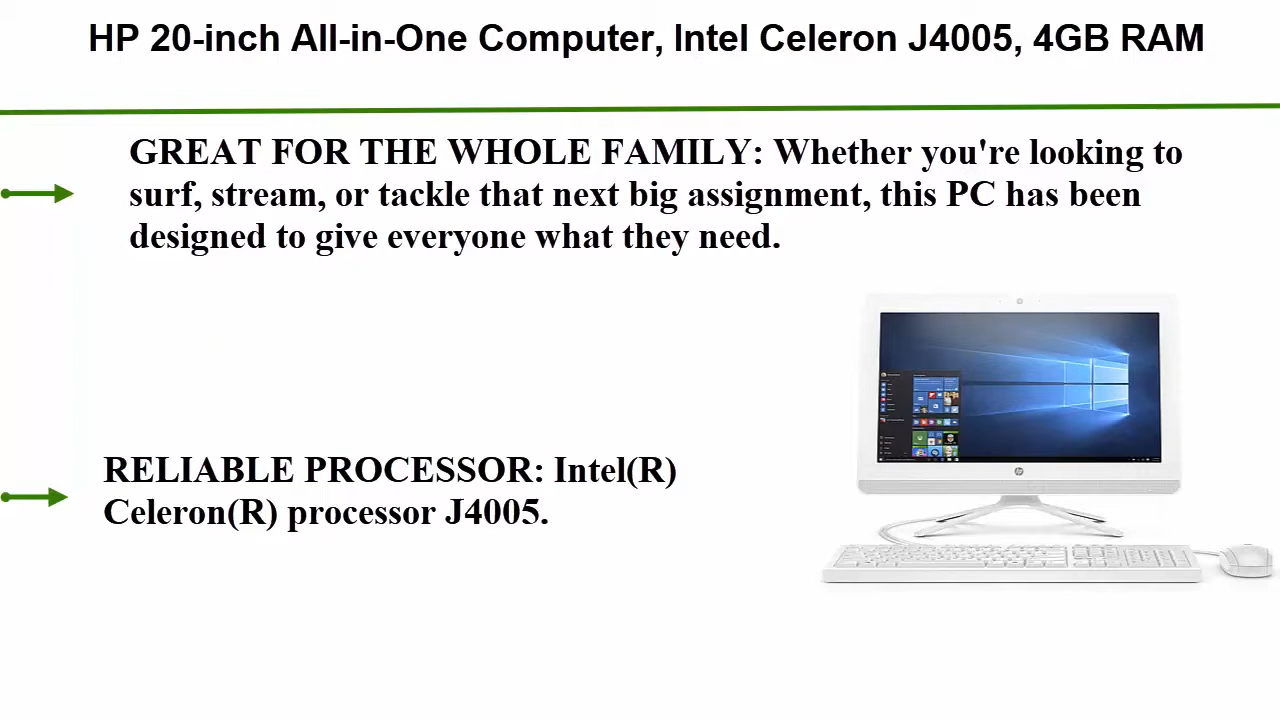 HP 20-inch All-in-One Computer, Intel Celeron J4005, 4GB RAM
GREAT FOR THE WHOLE FAMILY: Whether you're looking to
surf, stream, or tackle that next big assignment, this PC has been
designed to give everyone what they need.
RELIABLE PROCESSOR: Intel(R)
Celeron(R) processor J4005.
hp